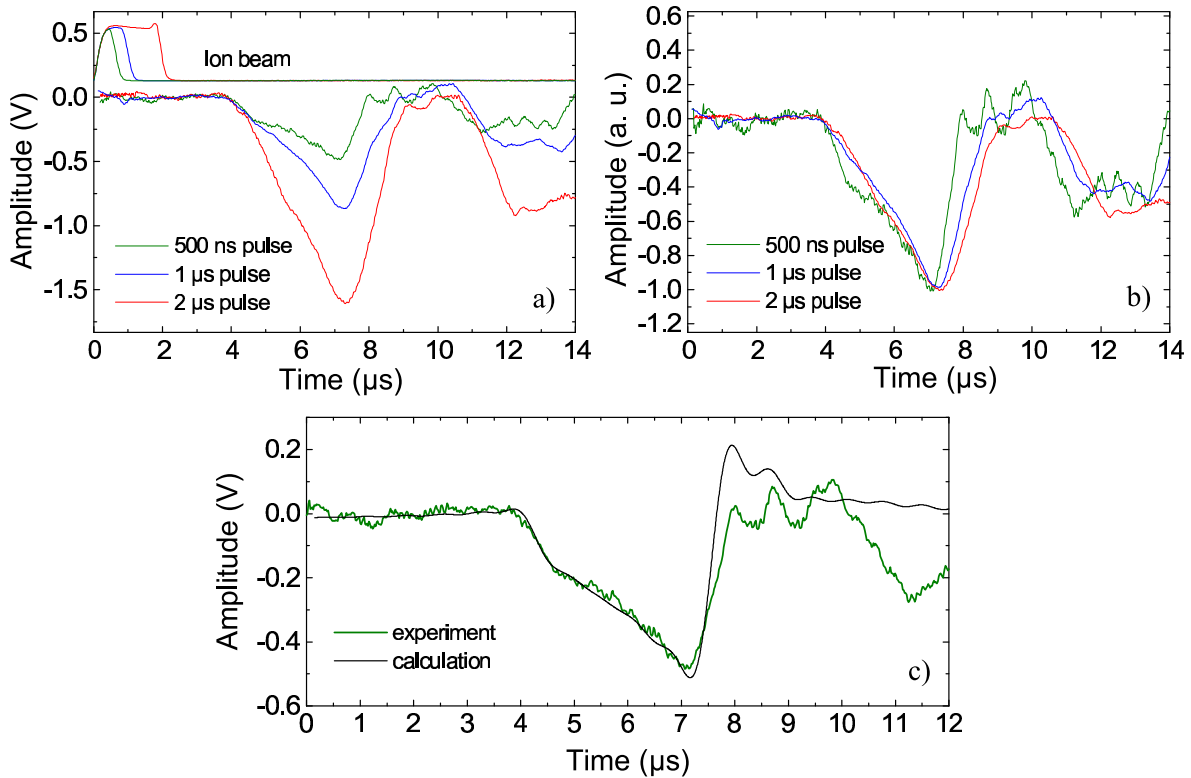 0.5
0.0
-0.5
-1.0
-1.5
Amplitude (V)
Ion beam
500 ns pulse
1 µs pulse
2 µs pulse
a)
0 2 4 6 8 10 12 14
Time (µs)
0.6
0.4
0.2
0.0
-0.2
-0.4
-0.6
-0.8
-1.0
-1.2
Amplitude (a. u.)
500 ns pulse
1 µs pulse
2 µs pulse
b)
0 2 4 6 8 10 12 14
Time (µs)
0.2
0.0
-0.2
-0.4
-0.6
Amplitude (V)
experiment
calculation
c)
0 1 2 3 4 5 6 7 8 9 10 11 12
Time (µs)